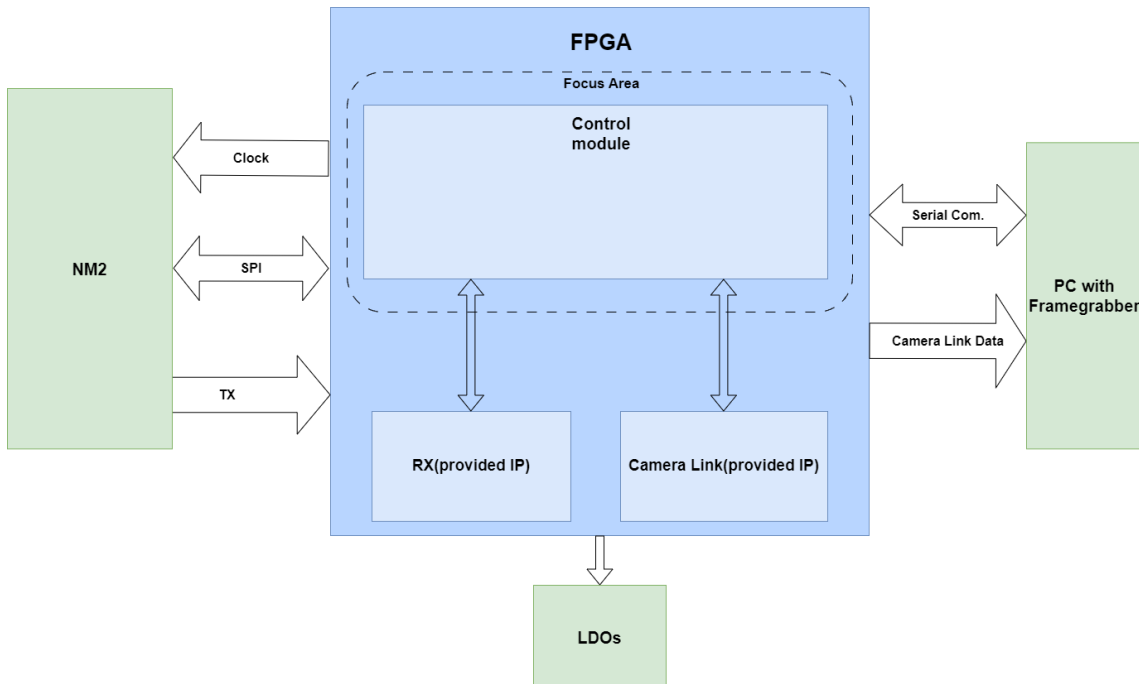 FPGA
Focus Area
Control
module
Clock
NM2
SPI
TX
Serial Com.
PC with
Framegrabber
Camera Link Data
RX(provided IP)
Camera Link(provided IP)
LDOs